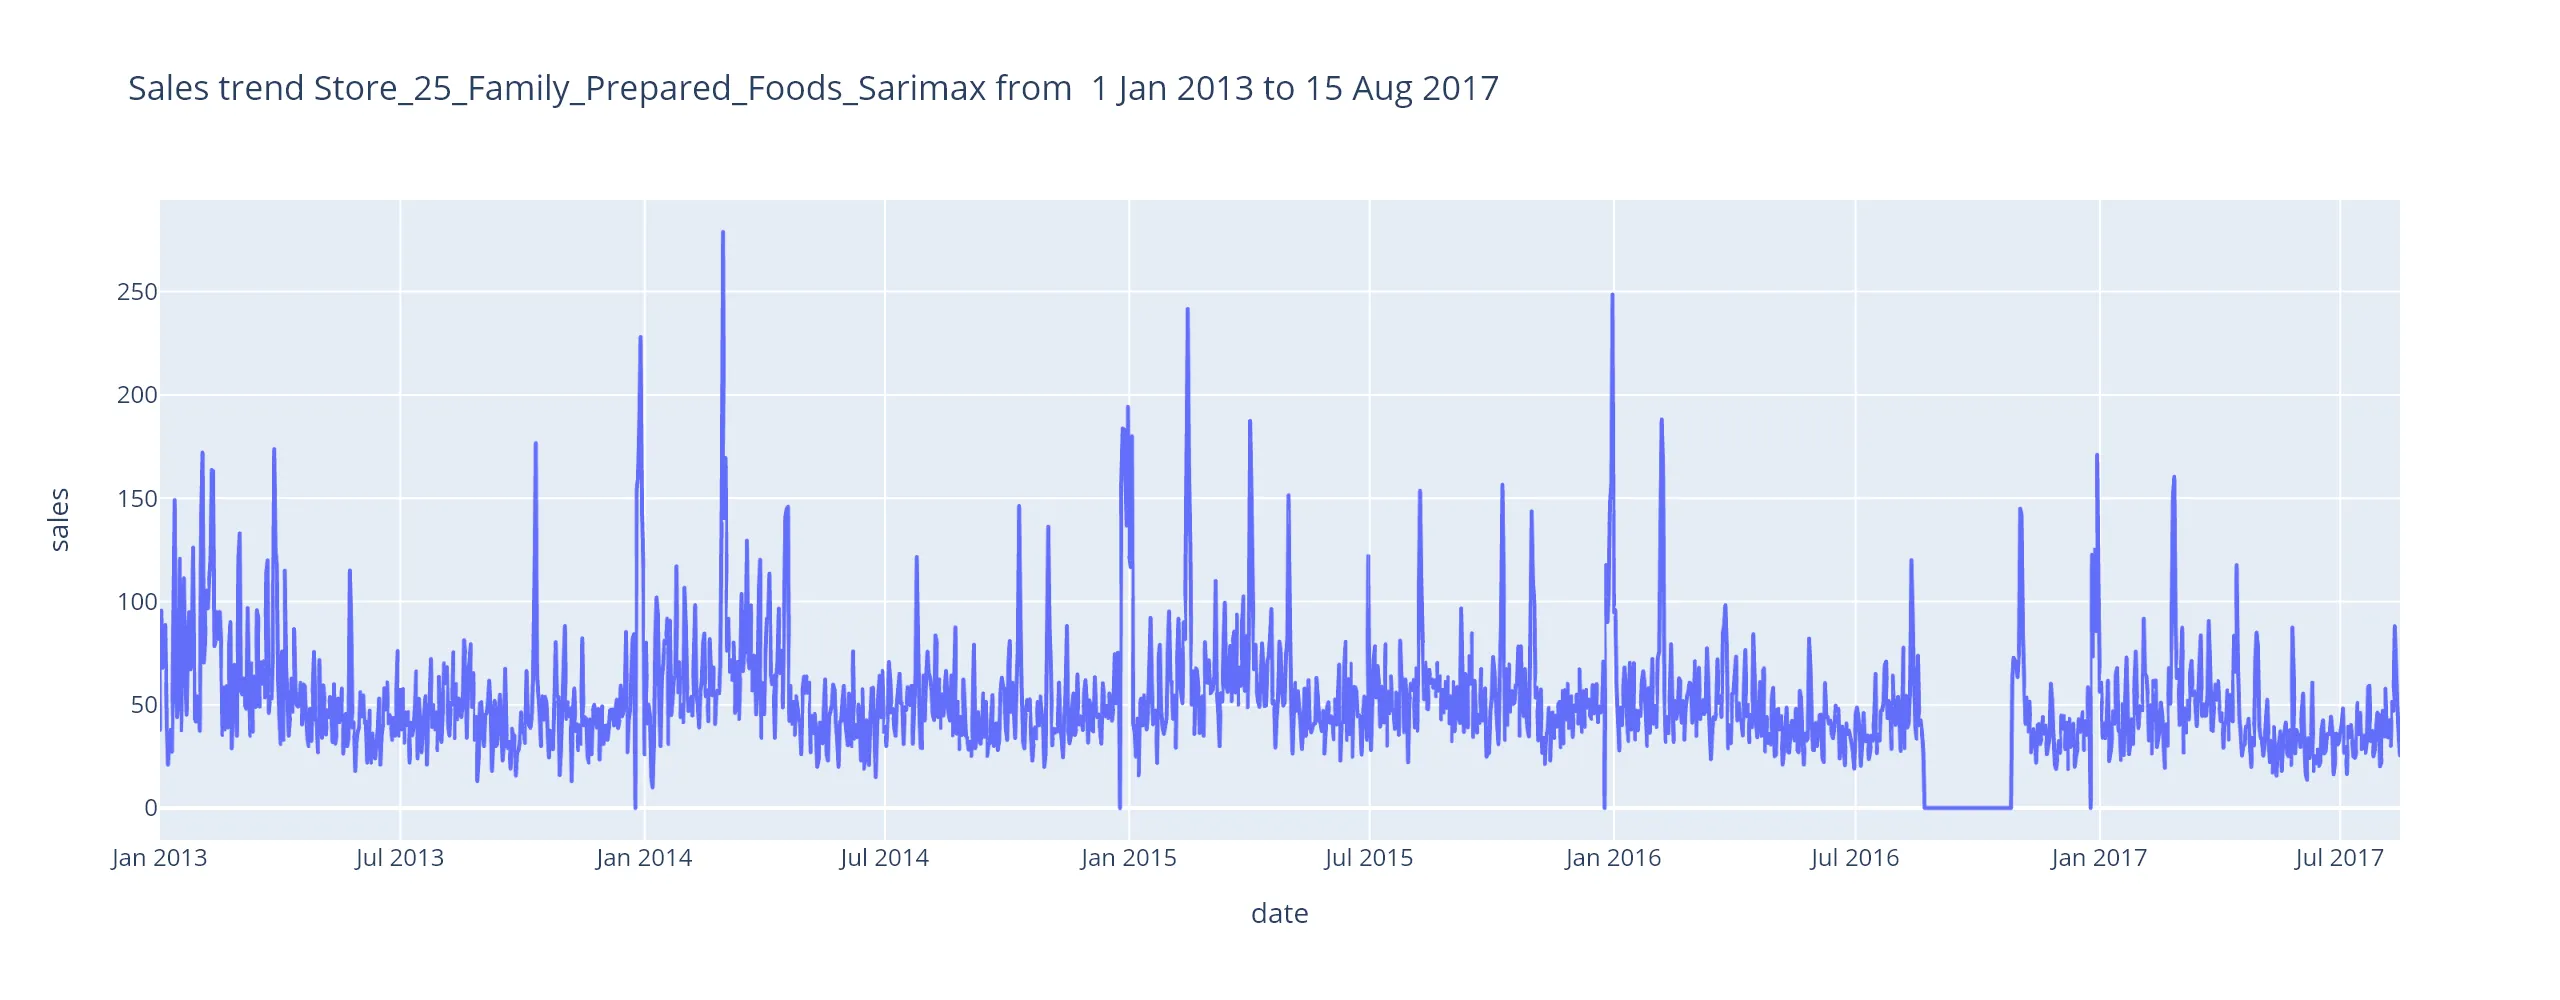 Sales trend Store_25_Family_Prepared_Foods_Sarimax from  1 Jan 2013 to 15 Aug 2017
250
200
150
100
50
0
sales
Jan 2013 Jul 2013 Jan 2014 Jul 2014 Jan 2015 Jul 2015 Jan 2016 Jul 2016 Jan 2017 Jul 2017
date